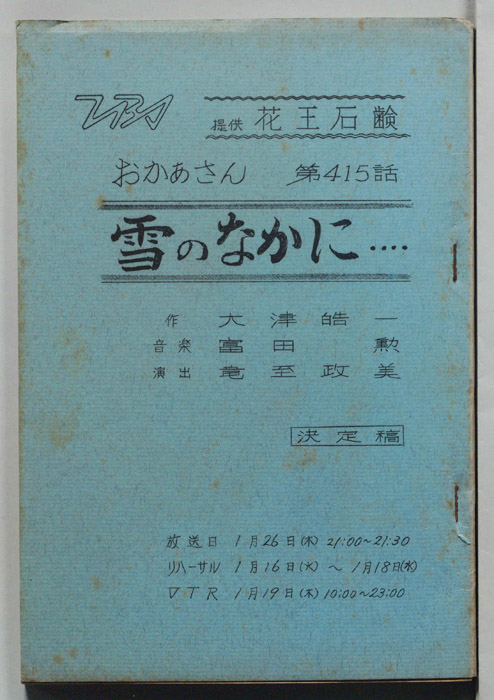 TBS
提供 花王石鹸
おかあさん 第415話
雪のなかに‥‥
作 大津皓一
音楽 富田勲
演出 竜至政美
決定稿
放送日 1月26日(木) 21:00~21:30
リハーサル 1月16日(火) ~ 1月18日(水)
VTR 1月19日(木) 10:00~23:00